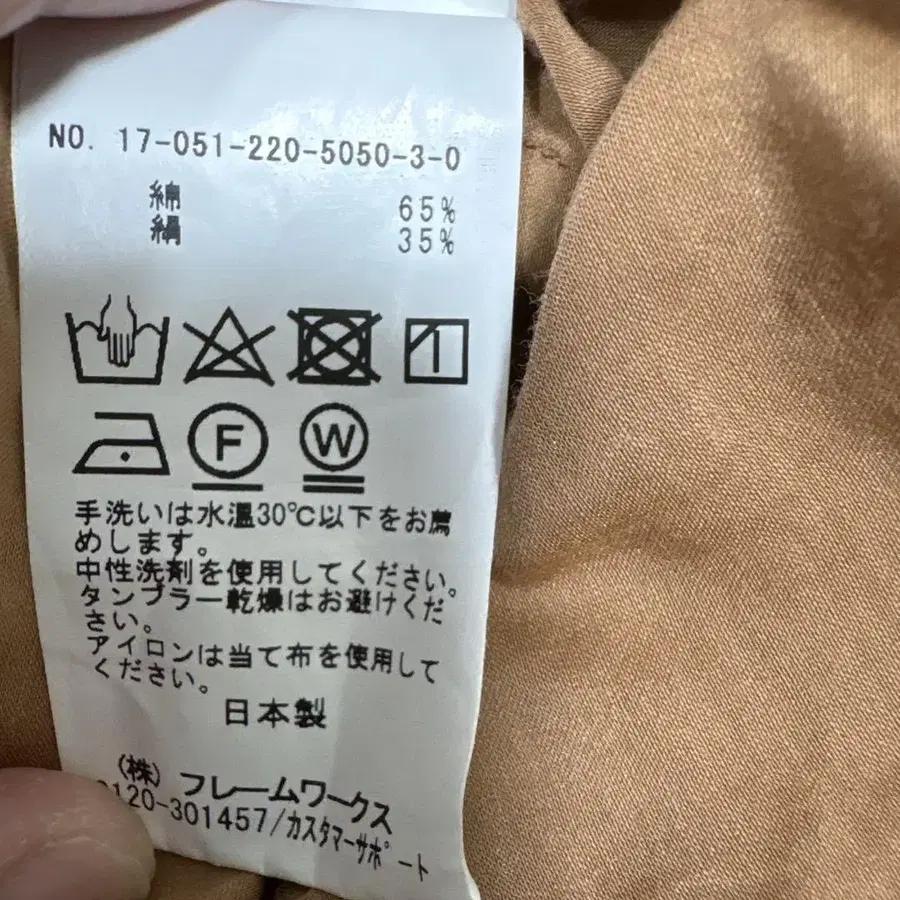 NO. 17-051-220-5050-3-0
綿 65%
絹 35%
F W
手洗いは水温30℃以下をお薦
めします。
中性洗剤を使用してください。
タンブラー乾燥はお避けくだ
さい。
アイロンは当て布を使用して
ください。
日本製
(株)フレームワークス
120-301457/カスタマーサポート